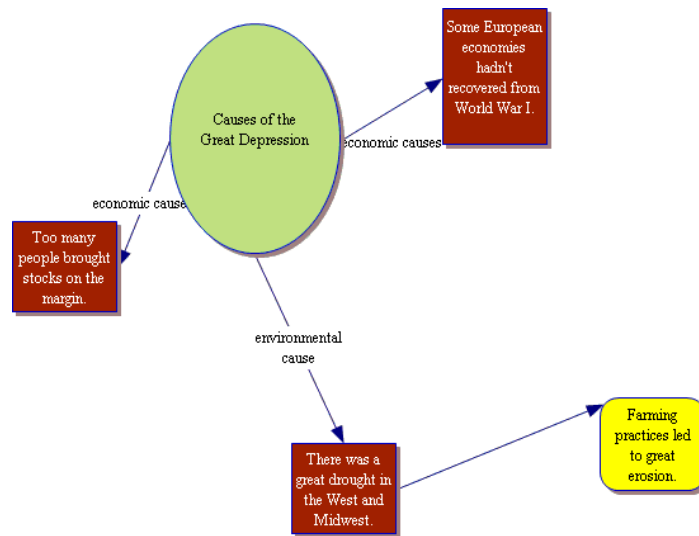 Some European
economies
hadn't
recovered from
World War I.
Causes of the
Great Depression
economic causes
economic cause
Too many
people brought
stocks on the
margin.
environmental
cause
Farming
practices led
to great
erosion.
There was a
great drought in
the West and
Midwest.